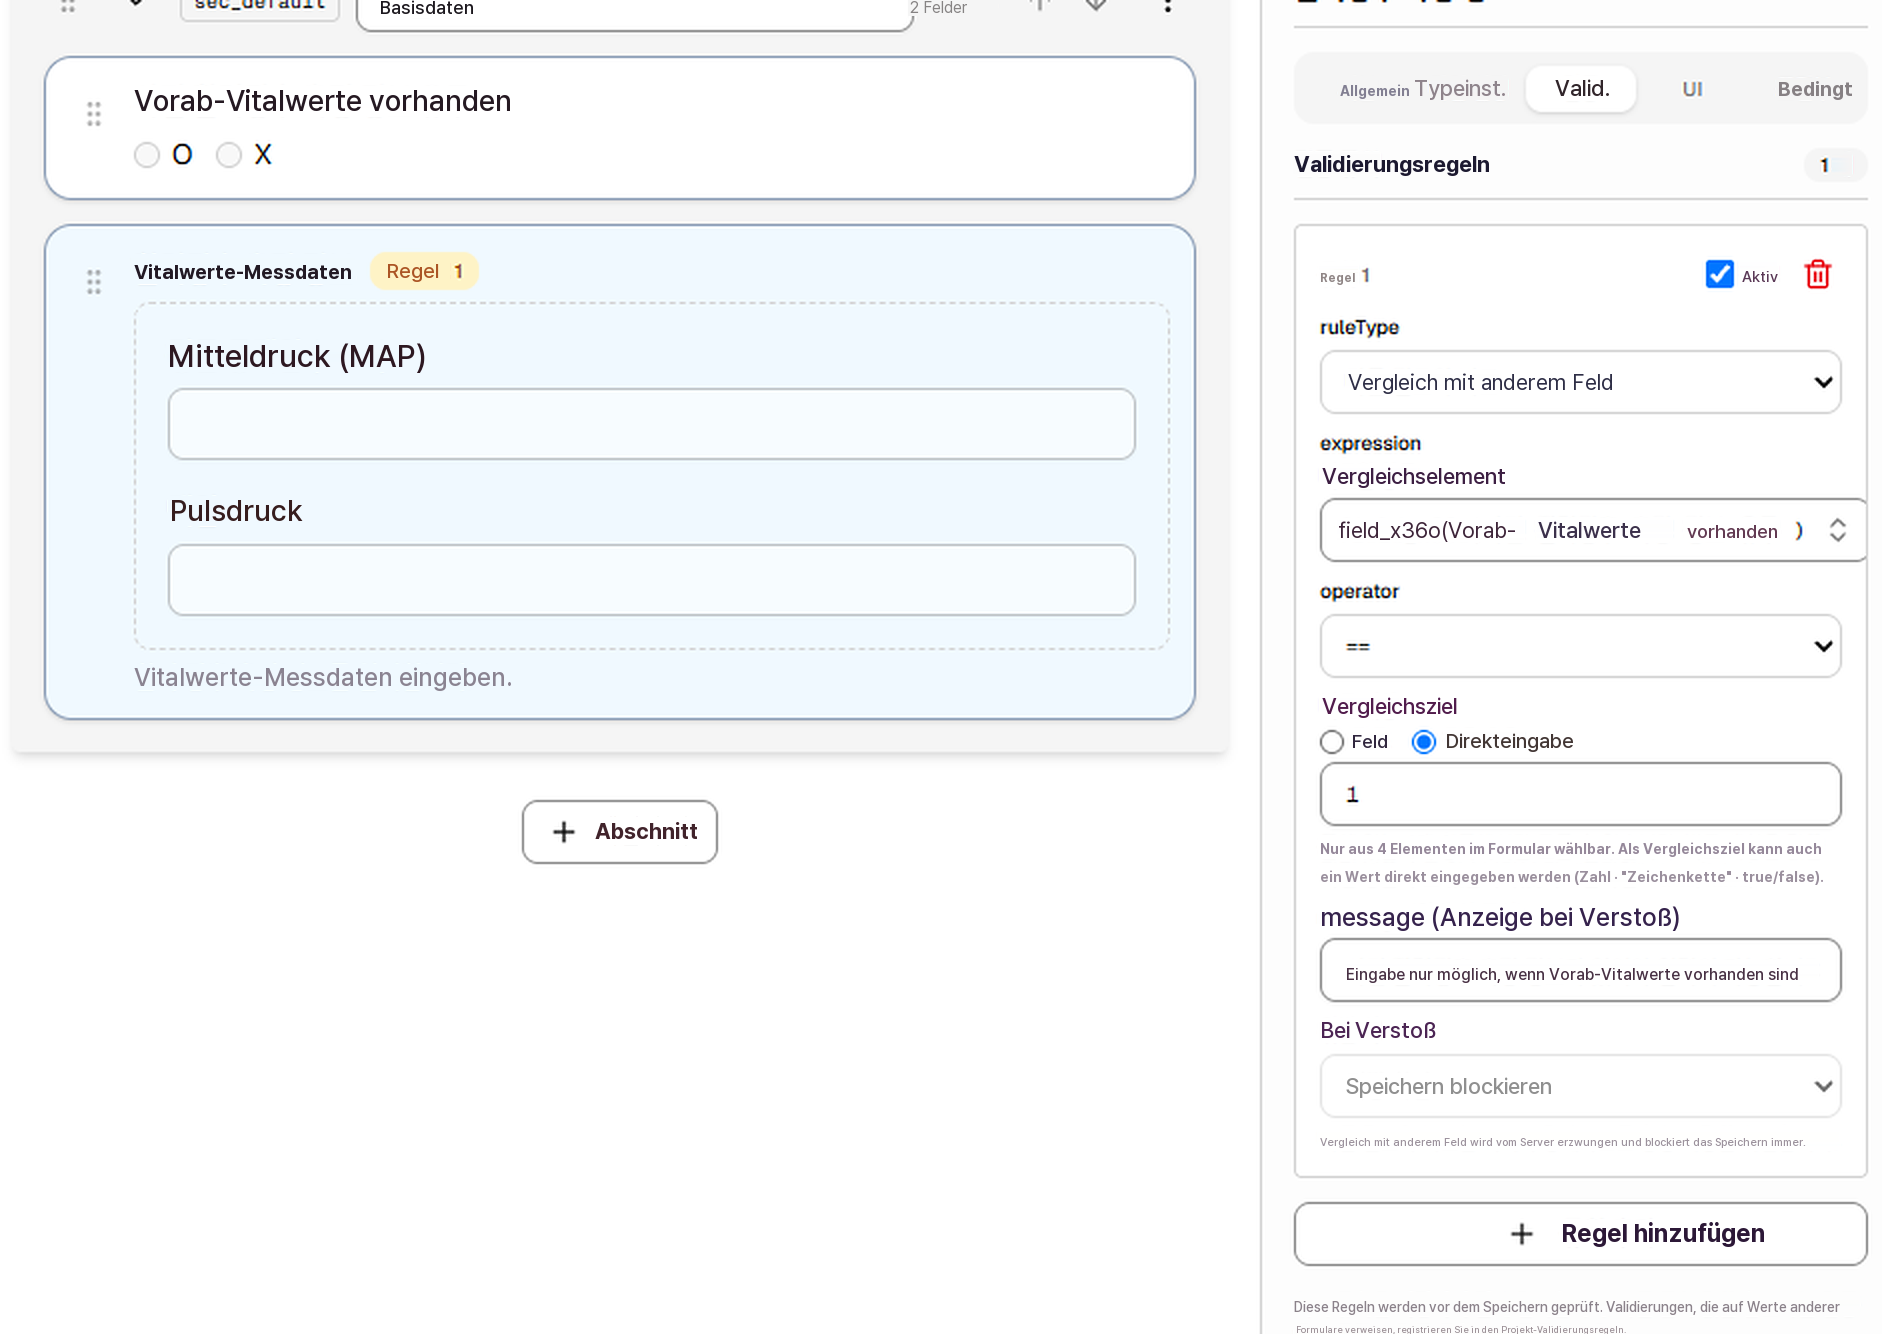 sec_default Basisdaten 2 Felder
Vorab-Vitalwerte vorhanden
O X
Vitalwerte-Messdaten Regel 1
Mitteldruck (MAP)
Pulsdruck
Vitalwerte-Messdaten eingeben.
+ Abschnitt
Allgemein Typeinst. Valid. UI Bedingt
Validierungsregeln 1
Regel 1 Aktiv
ruleType
Vergleich mit anderem Feld
expression
Vergleichselement
field_x36o(Vorab- Vitalwerte vorhanden )
operator
==
Vergleichsziel
Feld Direkteingabe
1
Nur aus 4 Elementen im Formular wählbar. Als Vergleichsziel kann auch
ein Wert direkt eingegeben werden (Zahl · "Zeichenkette" · true/false).
message (Anzeige bei Verstoß)
Eingabe nur möglich, wenn Vorab-Vitalwerte vorhanden sind
Bei Verstoß
Speichern blockieren
Vergleich mit anderem Feld wird vom Server erzwungen und blockiert das Speichern immer.
+ Regel hinzufügen
Diese Regeln werden vor dem Speichern geprüft. Validierungen, die auf Werte anderer
Formulare verweisen, registrieren Sie in den Projekt-Validierungsregeln.